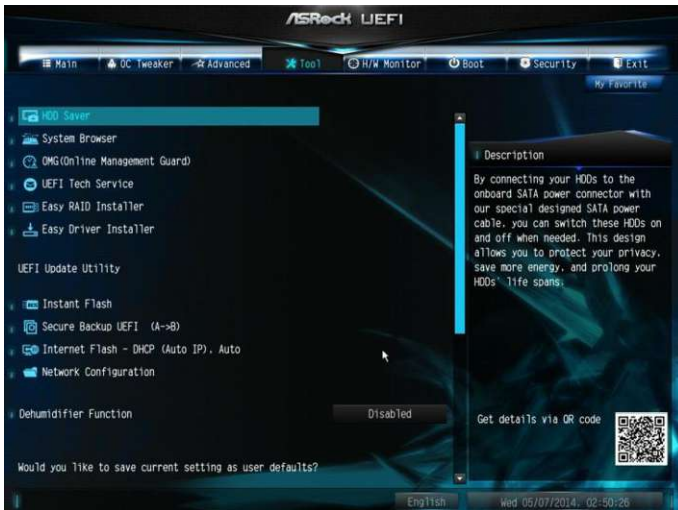 ASRock UEFI
Main
OC Tweaker
Advanced
Tool
H/W Monitor
Boot
Security
Exit
My Favorite
HDD Saver
System Browser
OMG(Online Management Guard)
UEFI Tech Service
Easy RAID Installer
Easy Driver Installer
UEFI Update Utility
Instant Flash
Secure Backup UEFI (A->B)
Internet Flash - DHCP (Auto IP), Auto
Network Configuration
Dehumidifier Function
Disabled
Would you like to save current setting as user defaults?
Description
By connecting your HDDs to the
onboard SATA power connector with
our special designed SATA power
cable, you can switch these HDDs on
and off when needed. This design
allows you to protect your privacy,
save more energy, and prolong your
HDDs' life spans.
Get details via QR code
English
Wed 05/07/2014, 02:50:26